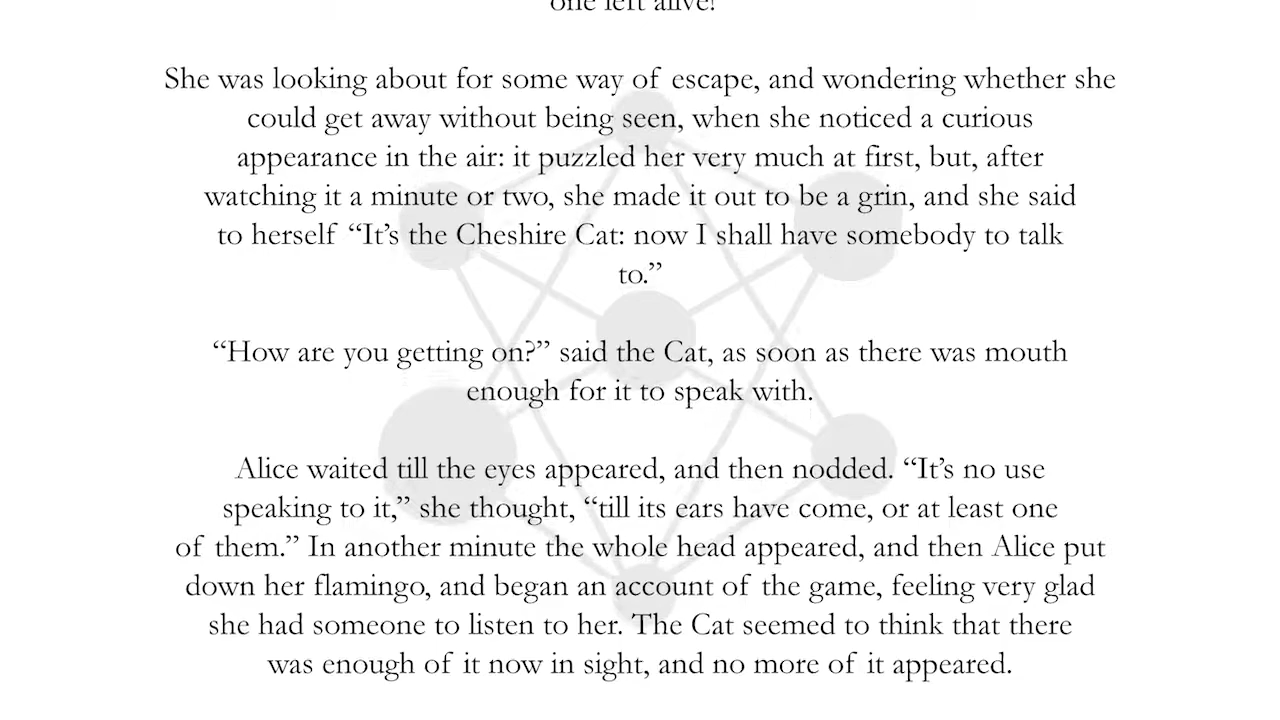 one left alive!
She was looking about for some way of escape, and wondering whether she
could get away without being seen, when she noticed a curious
appearance in the air: it puzzled her very much at first, but, after
watching it a minute or two, she made it out to be a grin, and she said
to herself “It’s the Cheshire Cat: now I shall have somebody to talk
to.”
“How are you getting on?” said the Cat, as soon as there was mouth
enough for it to speak with.
Alice waited till the eyes appeared, and then nodded. “It’s no use
speaking to it,” she thought, “till its ears have come, or at least one
of them.” In another minute the whole head appeared, and then Alice put
down her flamingo, and began an account of the game, feeling very glad
she had someone to listen to her. The Cat seemed to think that there
was enough of it now in sight, and no more of it appeared.